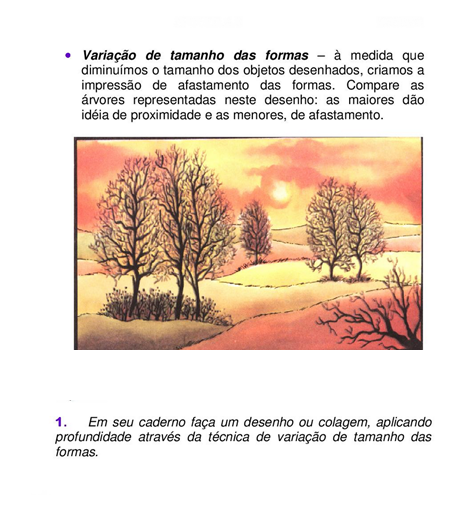 • Variação de tamanho das formas – à medida que
diminuímos o tamanho dos objetos desenhados, criamos a
impressão de afastamento das formas. Compare as
árvores representadas neste desenho: as maiores dão
idéia de proximidade e as menores, de afastamento.
1. Em seu caderno faça um desenho ou colagem, aplicando
profundidade através da técnica de variação de tamanho das
formas.